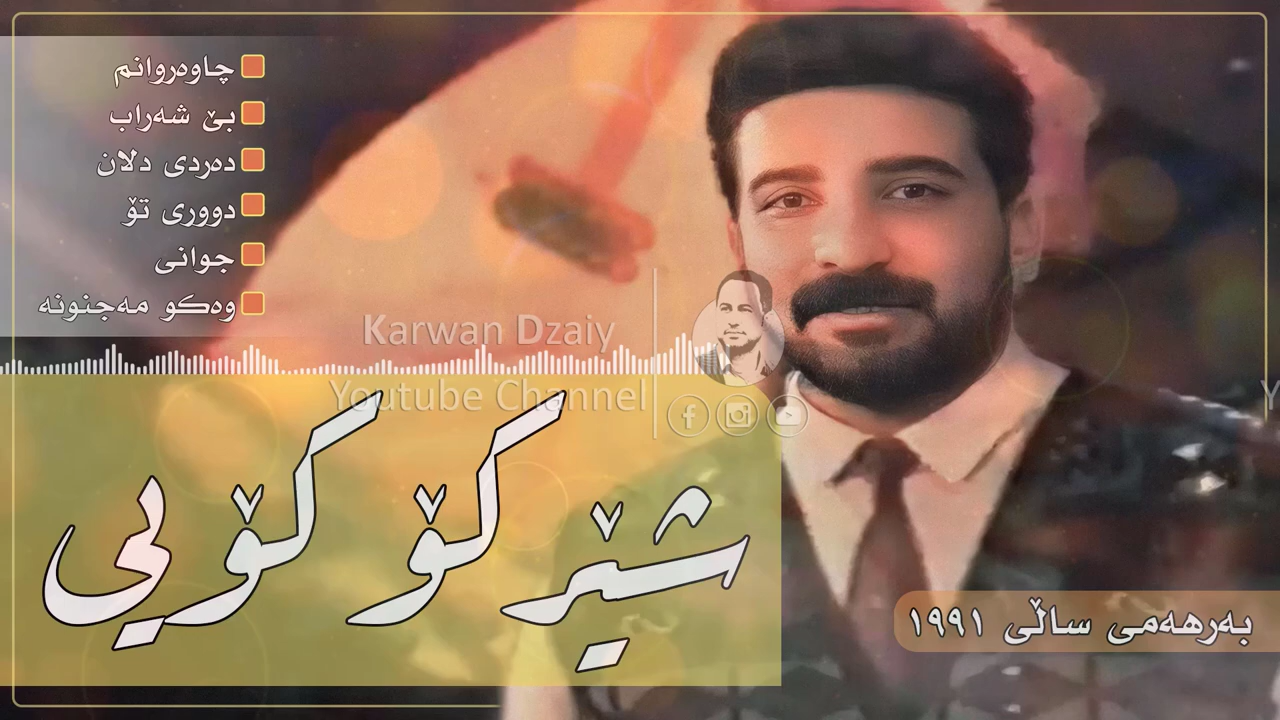 چاوەڕوانم
بێ شەراب
دەردی دلان
دووری تۆ
جوانی
وەکو مەجنونە
Karwan Dzaiy
Youtube Channel
شێرکۆ کۆیی
بەرهەمی ساڵی ١٩٩١